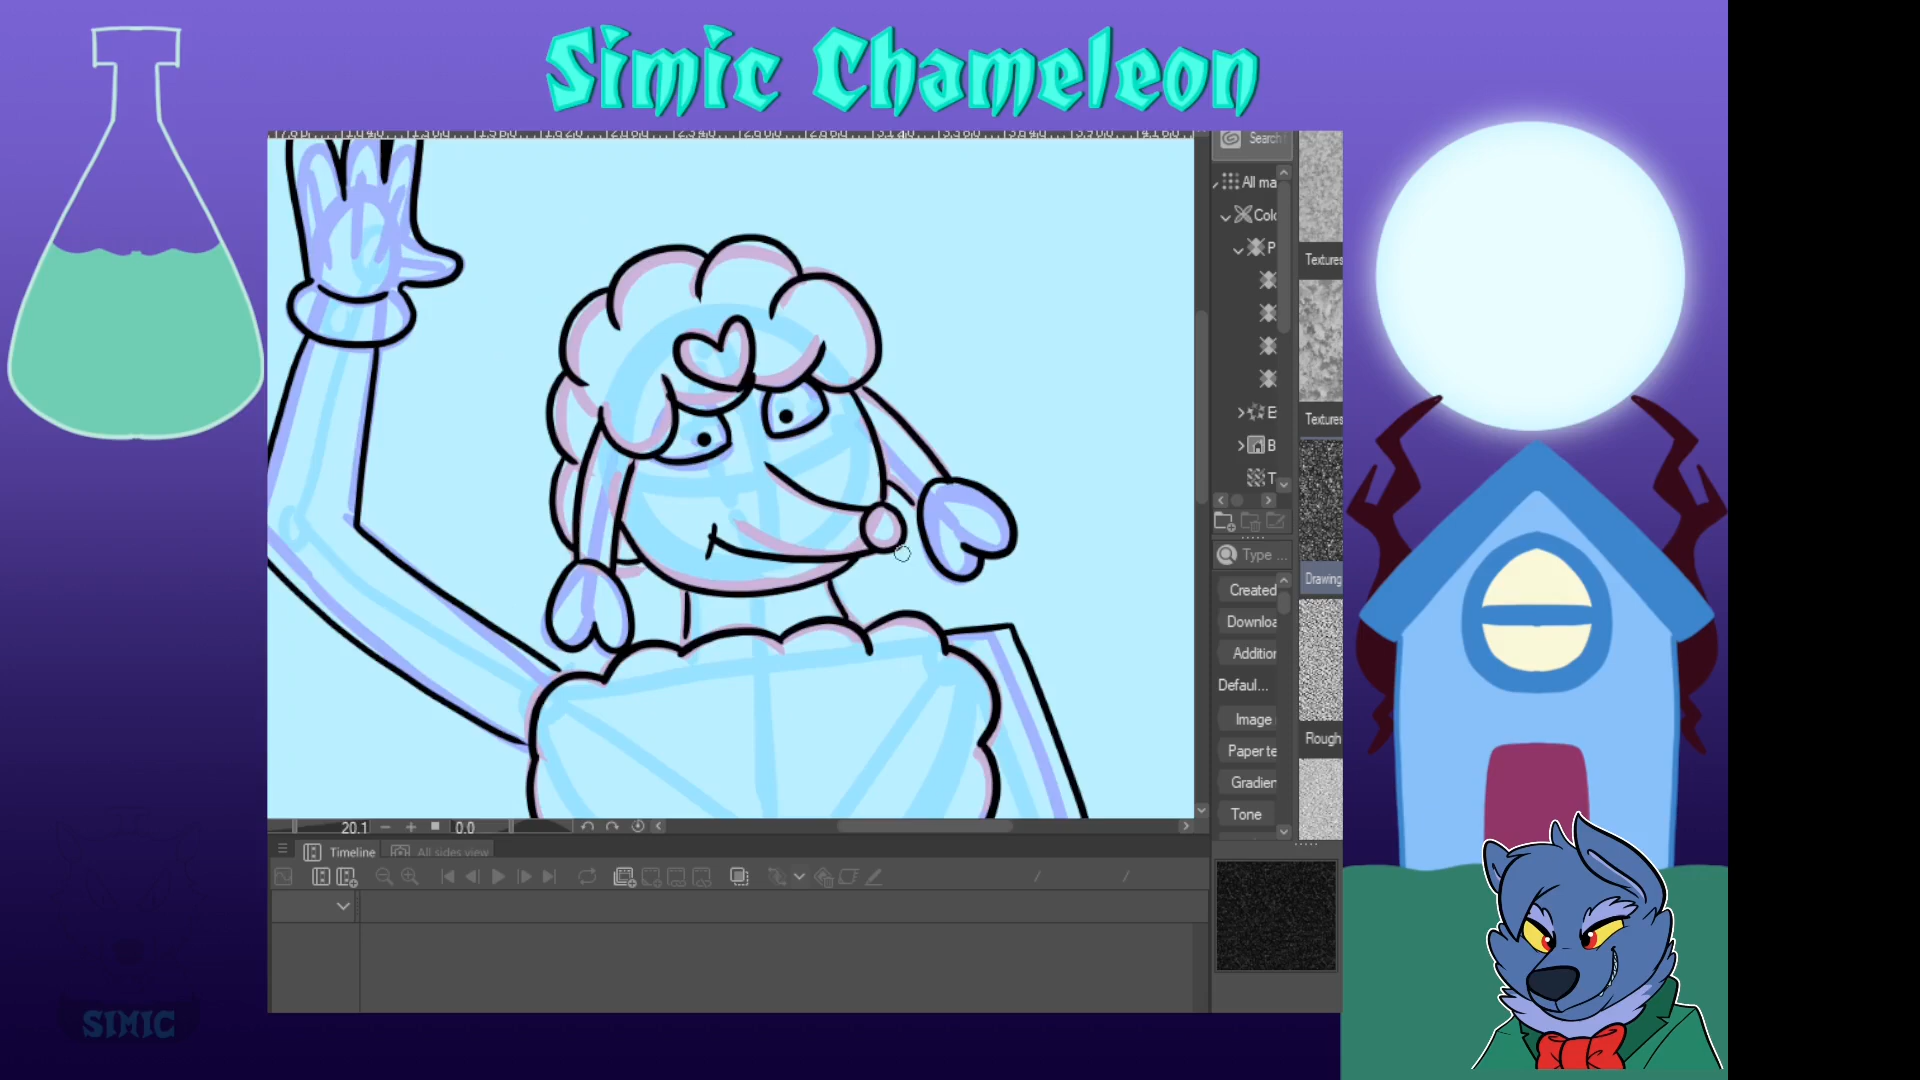 Simic Chameleon
Search
All ma
Colo
P
E
B
T
Textures
Textures
Type ...
Created
Downloa
Addition
Defaul...
Image
Paper te
Gradien
Tone
Drawing
Rough
20.1
0.0
Timeline
All sides view
SIMIC